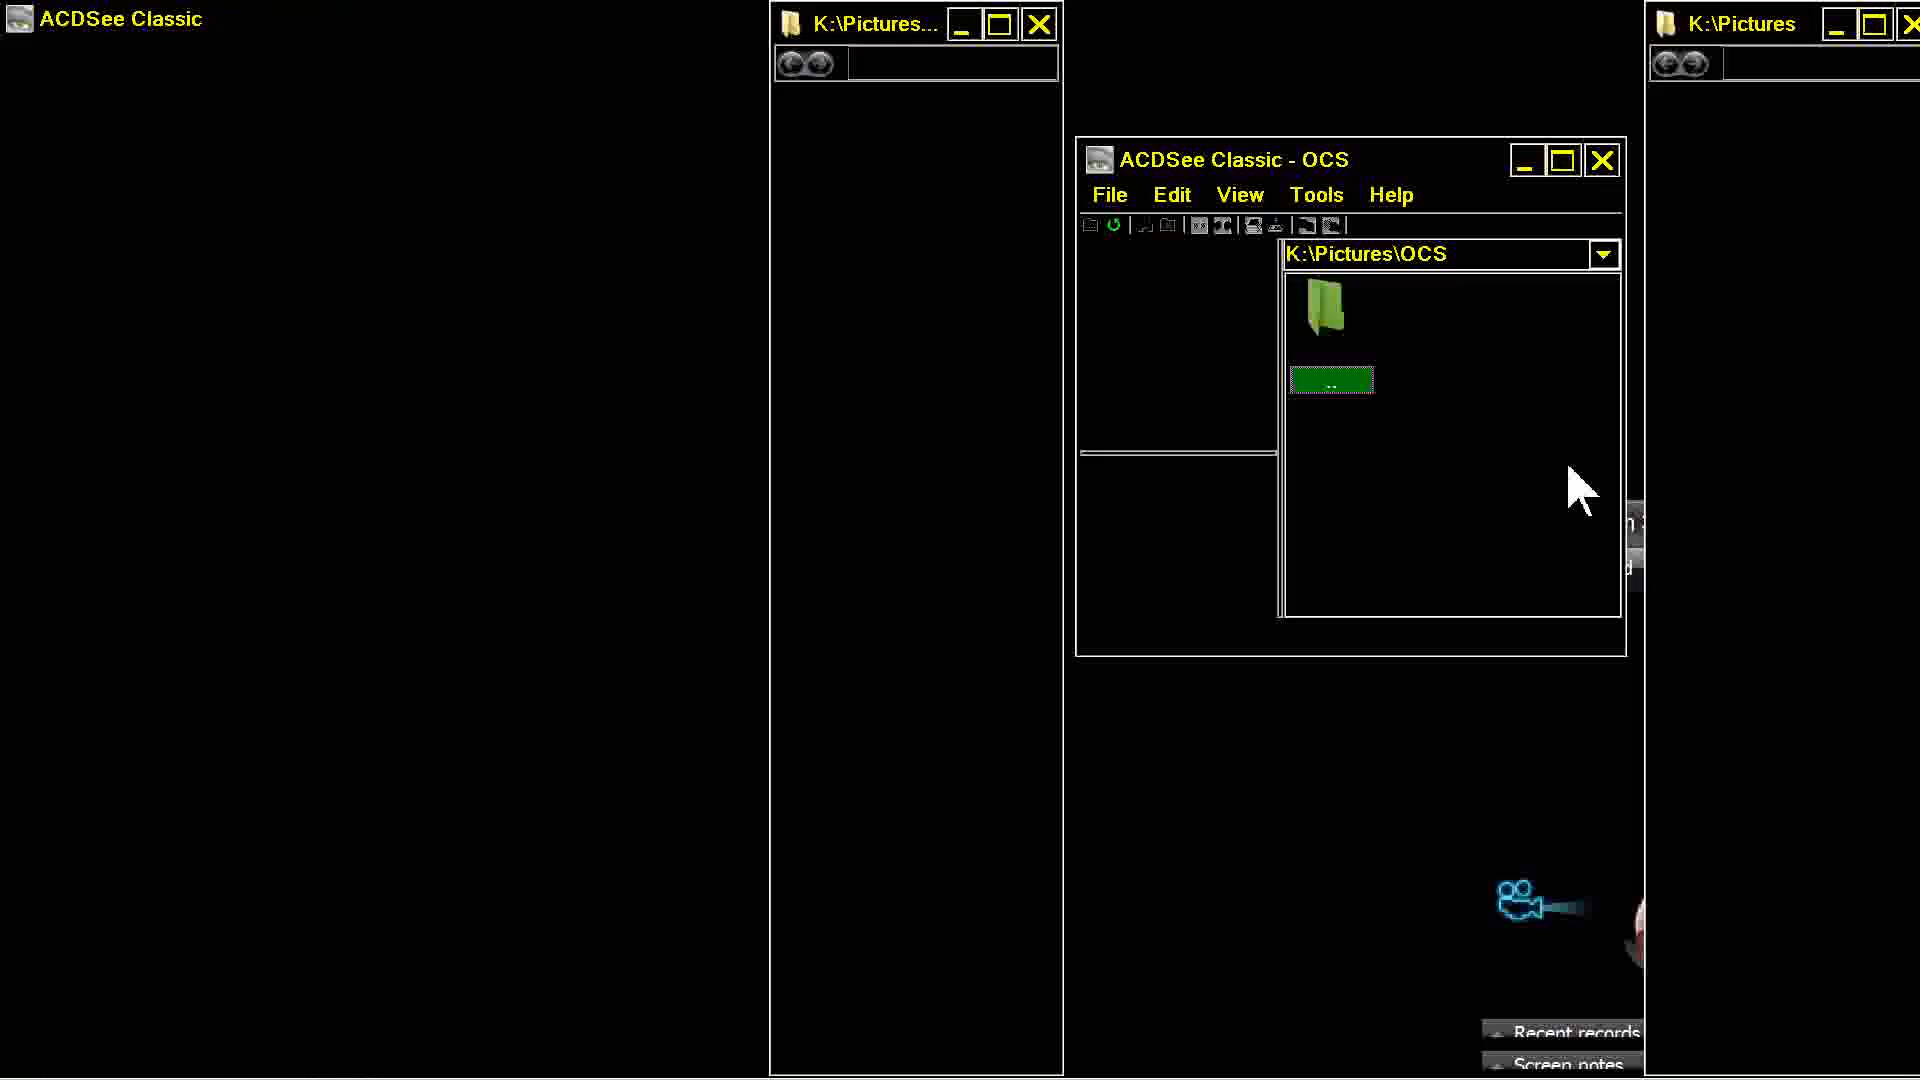 ACDSee Classic
K:\Pictures...
K:\Pictures
ACDSee Classic - OCS
File Edit View Tools Help
K:\Pictures\OCS
..
Recent records
Screen notes